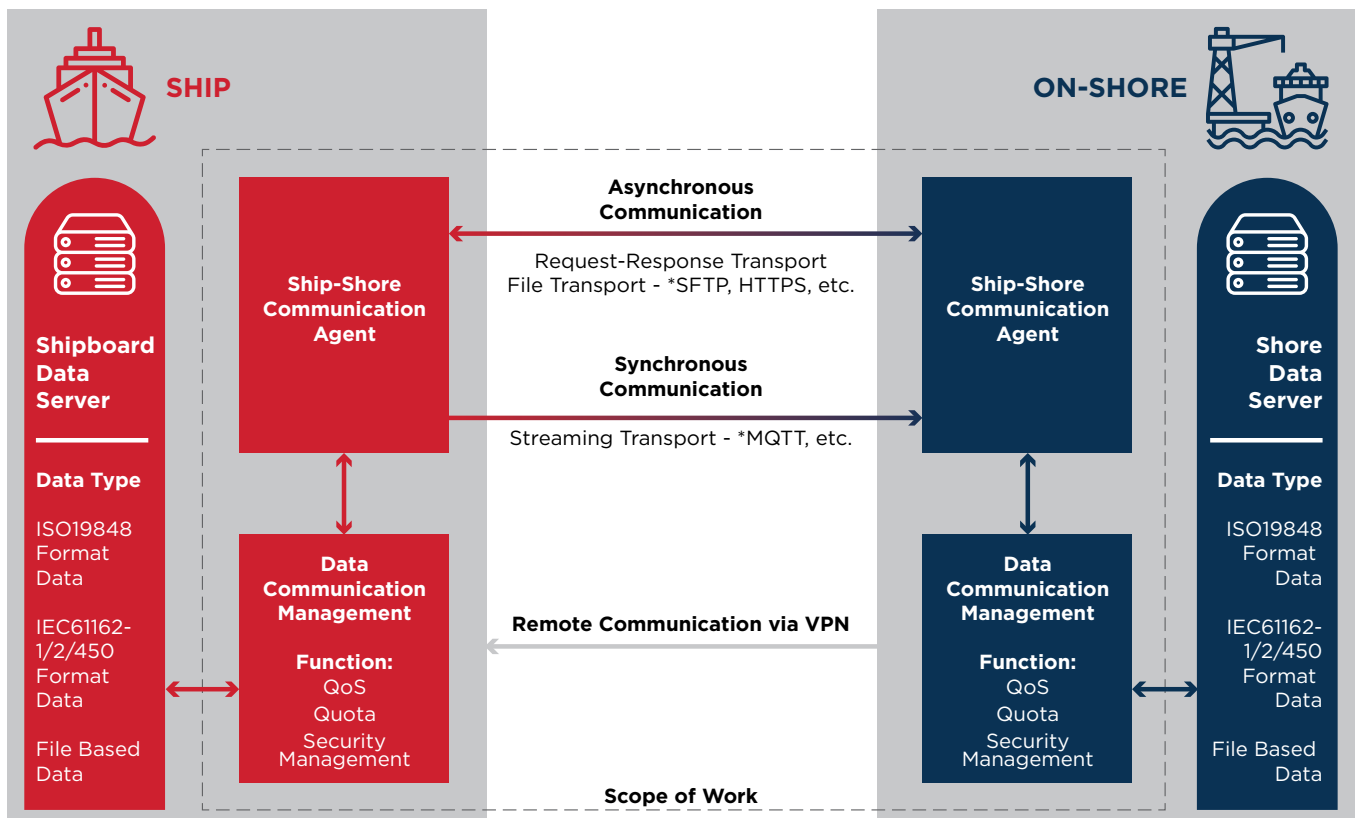 SHIP
ON-SHORE
Shipboard
Data
Server
Data Type
ISO19848
Format
Data
IEC61162-
1/2/450
Format
Data
File Based
Data
Ship-Shore
Communication
Agent
Data
Communication
Management
Function:
QoS
Quota
Security
Management
Asynchronous
Communication
Request-Response Transport
File Transport - *SFTP, HTTPS, etc.
Synchronous
Communication
Streaming Transport - *MQTT, etc.
Remote Communication via VPN
Scope of Work
Ship-Shore
Communication
Agent
Data
Communication
Management
Function:
QoS
Quota
Security
Management
Shore
Data
Server
Data Type
ISO19848
Format
Data
IEC61162-
1/2/450
Format
Data
File Based
Data